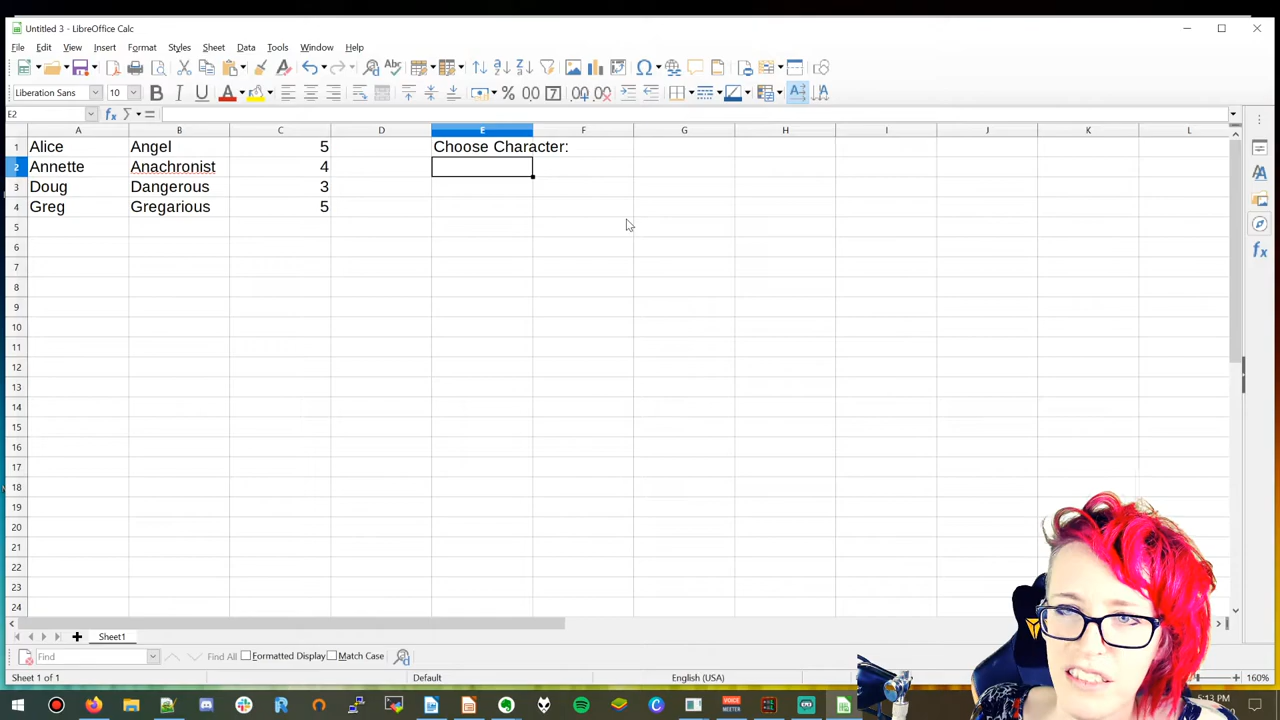 Untitled 3 - LibreOffice Calc
File Edit View Insert Format Styles Sheet Data Tools Window Help
Liberation Sans 10
E2
A B C D E F G H I J K L
1 Alice Angel 5 Choose Character:
2 Annette Anachronist 4
3 Doug Dangerous 3
4 Greg Gregarious 5
5
6
7
8
9
10
11
12
13
14
15
16
17
18
19
20
21
22
23
24
Sheet1
Find Find All Formatted Display Match Case
Sheet 1 of 1 Default English (USA) 160%
5:13 PM